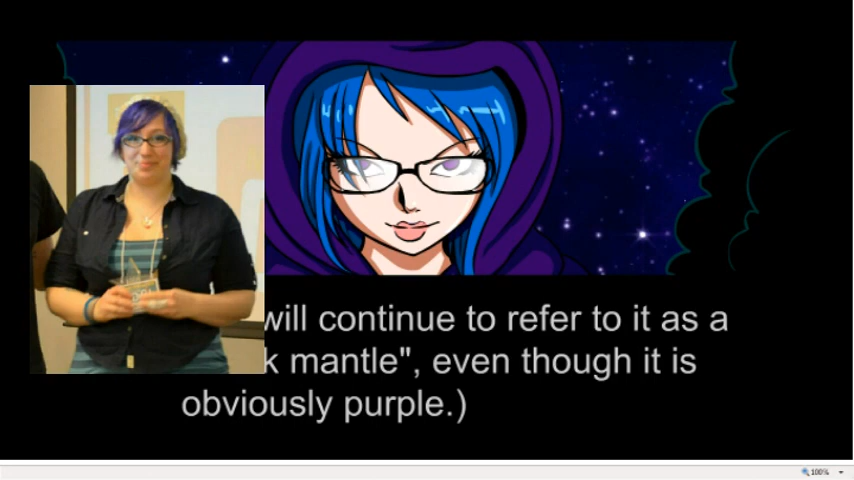 will continue to refer to it as a
k mantle", even though it is
obviously purple.)
100%